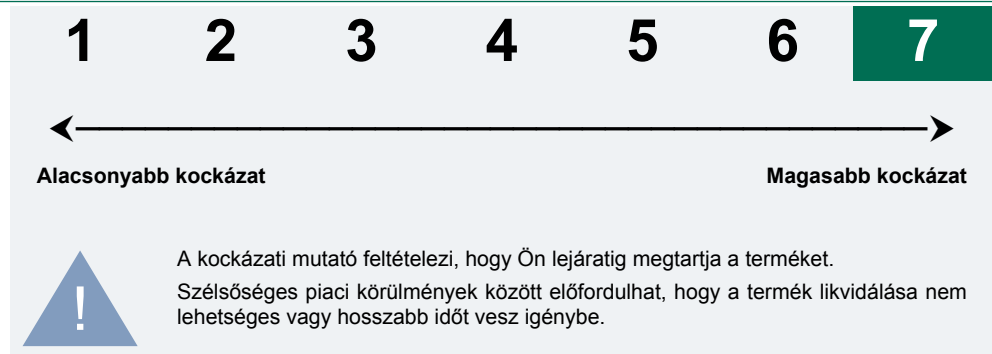 1 2 3 4 5 6 7
Alacsonyabb kockázat Magasabb kockázat
A kockázati mutató feltételezi, hogy Ön lejáratig megtartja a terméket.
Szélsőséges piaci körülmények között előfordulhat, hogy a termék likvidálása nem
lehetséges vagy hosszabb időt vesz igénybe.
!